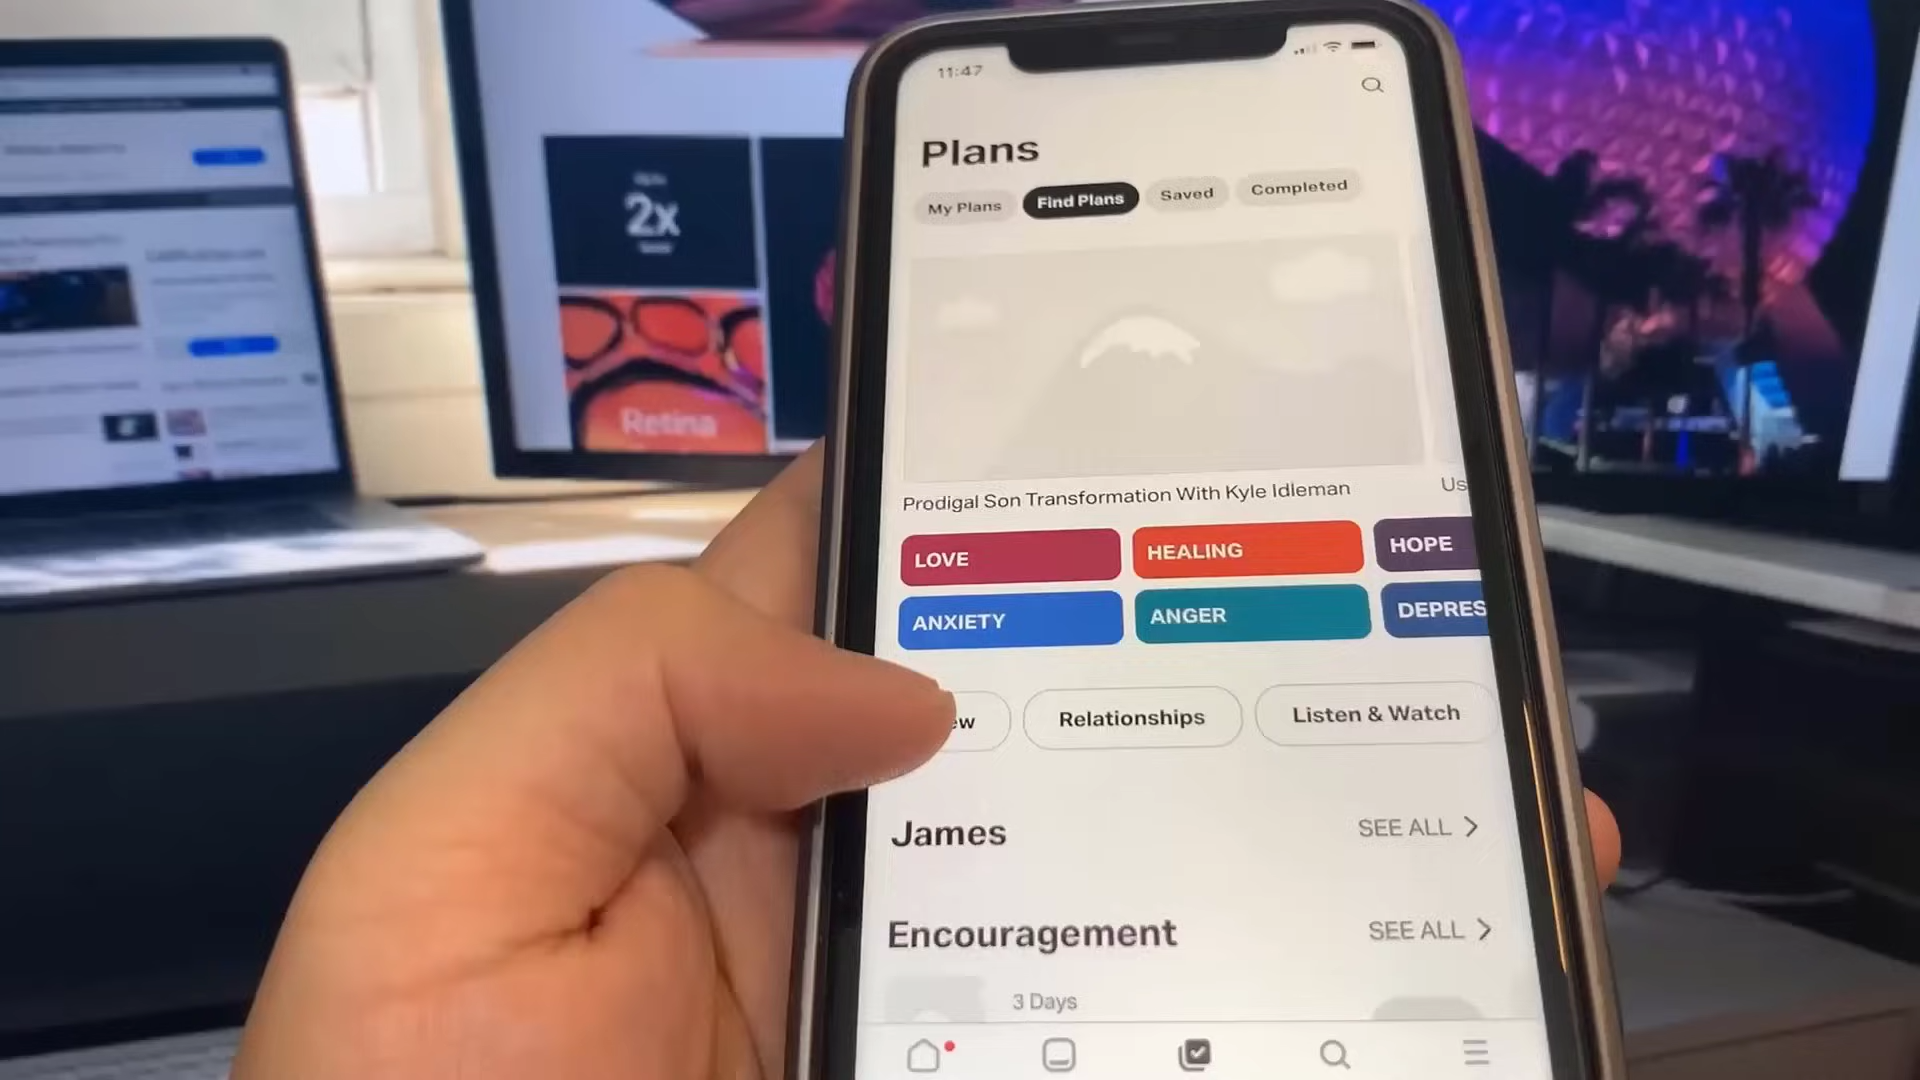 11:47
Plans
My Plans
Find Plans
Saved
Completed
Prodigal Son Transformation With Kyle Idleman
Us
LOVE
HEALING
HOPE
ANXIETY
ANGER
DEPRES
ew
Relationships
Listen & Watch
James
SEE ALL
Encouragement
SEE ALL
3 Days
2x
Retina